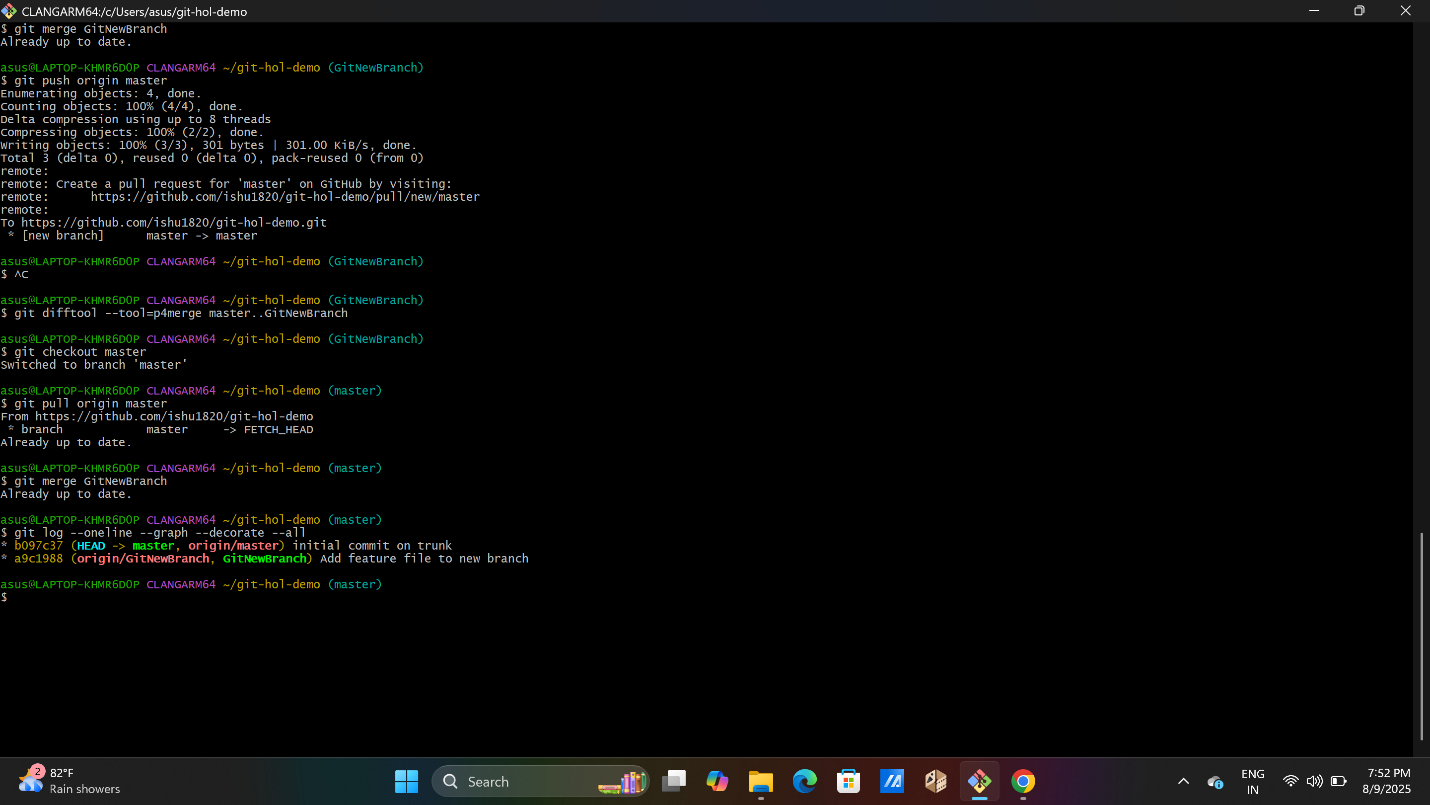 CLANGARM64:/c/Users/asus/git-hol-demo
$ git merge GitNewBranch
Already up to date.
asus@LAPTOP-KHMR6D0P CLANGARM64 ~/git-hol-demo (GitNewBranch)
$ git push origin master
Enumerating objects: 4, done.
Counting objects: 100% (4/4), done.
Delta compression using up to 8 threads
Compressing objects: 100% (2/2), done.
Writing objects: 100% (3/3), 301 bytes | 301.00 KiB/s, done.
Total 3 (delta 0), reused 0 (delta 0), pack-reused 0 (from 0)
remote:
remote: Create a pull request for 'master' on GitHub by visiting:
remote:      https://github.com/ishu1820/git-hol-demo/pull/new/master
remote:
To https://github.com/ishu1820/git-hol-demo.git
 * [new branch]      master -> master
asus@LAPTOP-KHMR6D0P CLANGARM64 ~/git-hol-demo (GitNewBranch)
$ ^C
asus@LAPTOP-KHMR6D0P CLANGARM64 ~/git-hol-demo (GitNewBranch)
$ git difftool --tool=p4merge master..GitNewBranch
asus@LAPTOP-KHMR6D0P CLANGARM64 ~/git-hol-demo (GitNewBranch)
$ git checkout master
Switched to branch 'master'
asus@LAPTOP-KHMR6D0P CLANGARM64 ~/git-hol-demo (master)
$ git pull origin master
From https://github.com/ishu1820/git-hol-demo
 * branch            master     -> FETCH_HEAD
Already up to date.
asus@LAPTOP-KHMR6D0P CLANGARM64 ~/git-hol-demo (master)
$ git merge GitNewBranch
Already up to date.
asus@LAPTOP-KHMR6D0P CLANGARM64 ~/git-hol-demo (master)
$ git log --oneline --graph --decorate --all
* b097c37 (HEAD -> master, origin/master) initial commit on trunk
* a9c1988 (origin/GitNewBranch, GitNewBranch) Add feature file to new branch
asus@LAPTOP-KHMR6D0P CLANGARM64 ~/git-hol-demo (master)
$
2
82°F
Rain showers
Search
ENG
IN
7:52 PM
8/9/2025